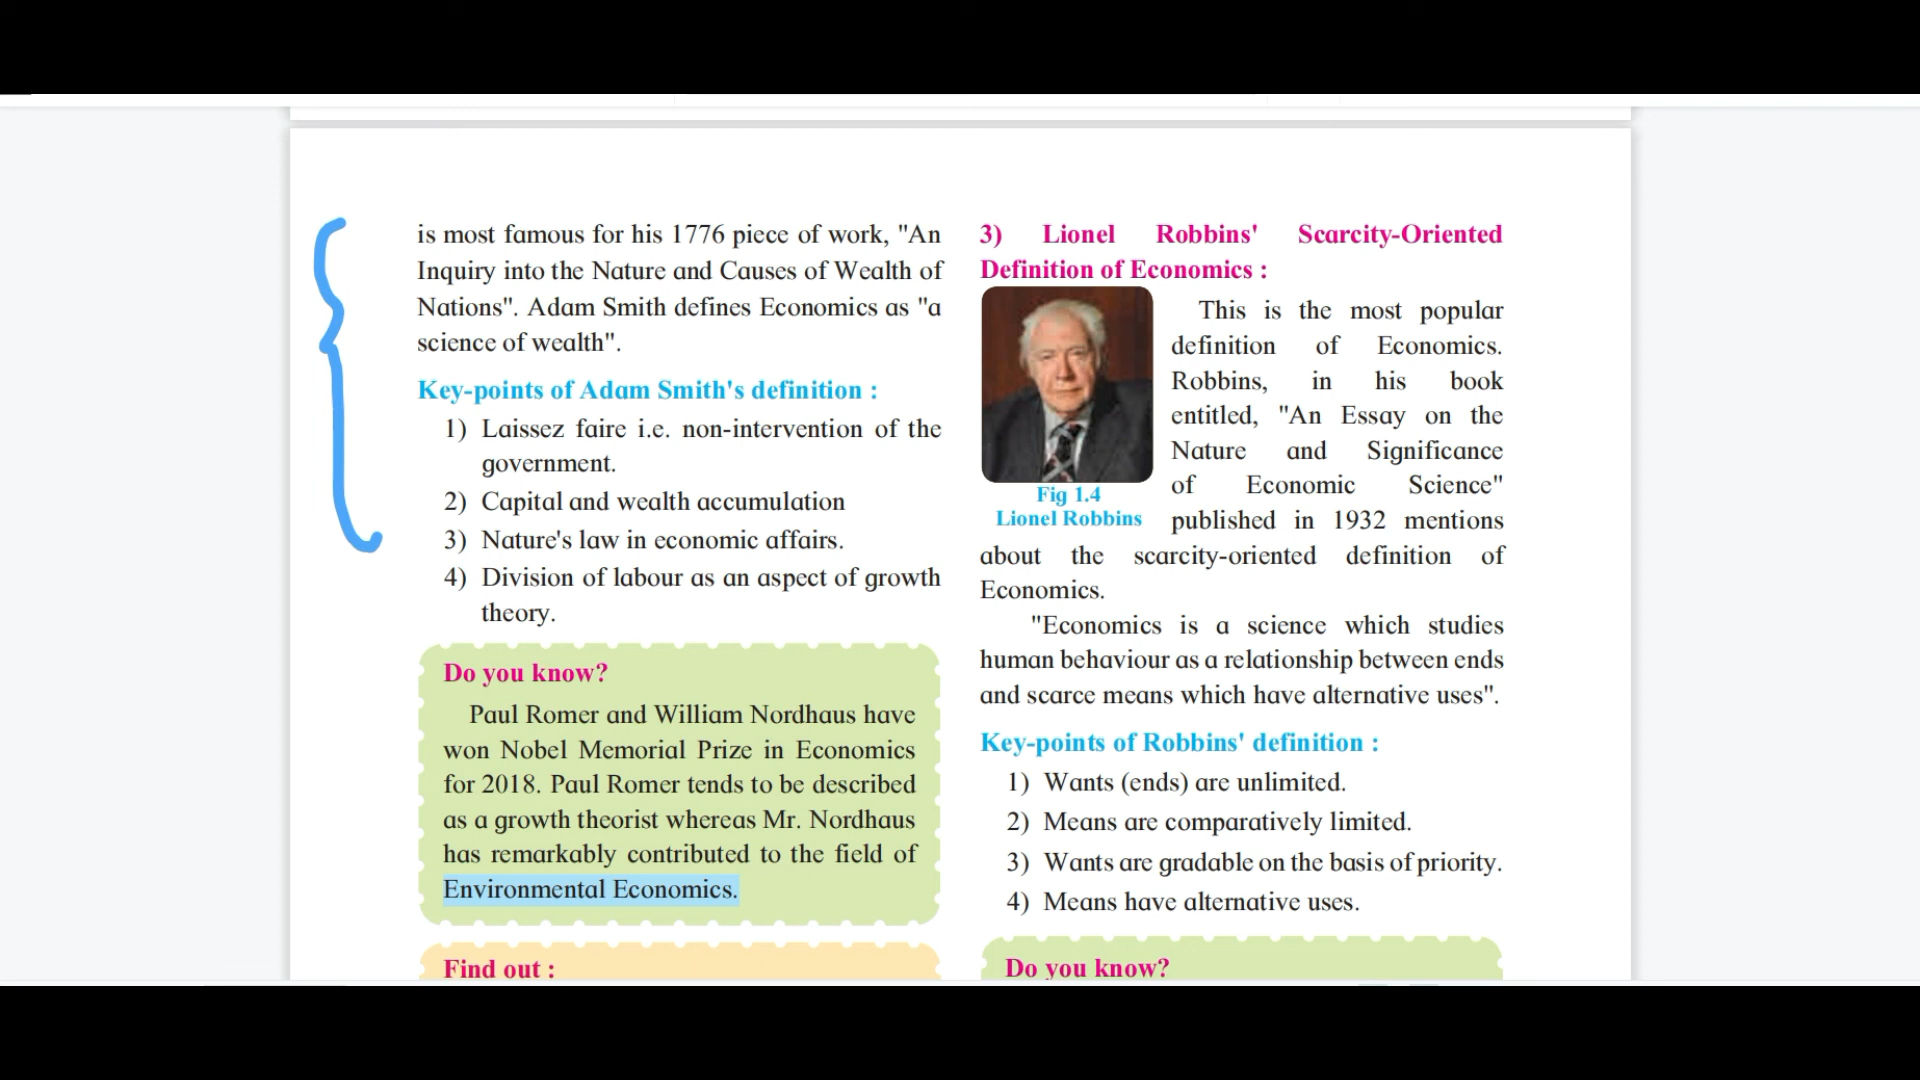 is most famous for his 1776 piece of work, "An
Inquiry into the Nature and Causes of Wealth of
Nations". Adam Smith defines Economics as "a
science of wealth".
Key-points of Adam Smith's definition :
1) Laissez faire i.e. non-intervention of the
government.
2) Capital and wealth accumulation
3) Nature's law in economic affairs.
4) Division of labour as an aspect of growth
theory.
Do you know?
Paul Romer and William Nordhaus have
won Nobel Memorial Prize in Economics
for 2018. Paul Romer tends to be described
as a growth theorist whereas Mr. Nordhaus
has remarkably contributed to the field of
Environmental Economics.
Find out :
3) Lionel Robbins' Scarcity-Oriented
Definition of Economics :
This is the most popular
definition of Economics.
Robbins, in his book
entitled, "An Essay on the
Nature and Significance
of Economic Science"
published in 1932 mentions
Fig 1.4
Lionel Robbins
about the scarcity-oriented definition of
Economics.
"Economics is a science which studies
human behaviour as a relationship between ends
and scarce means which have alternative uses".
Key-points of Robbins' definition :
1) Wants (ends) are unlimited.
2) Means are comparatively limited.
3) Wants are gradable on the basis of priority.
4) Means have alternative uses.
Do you know?